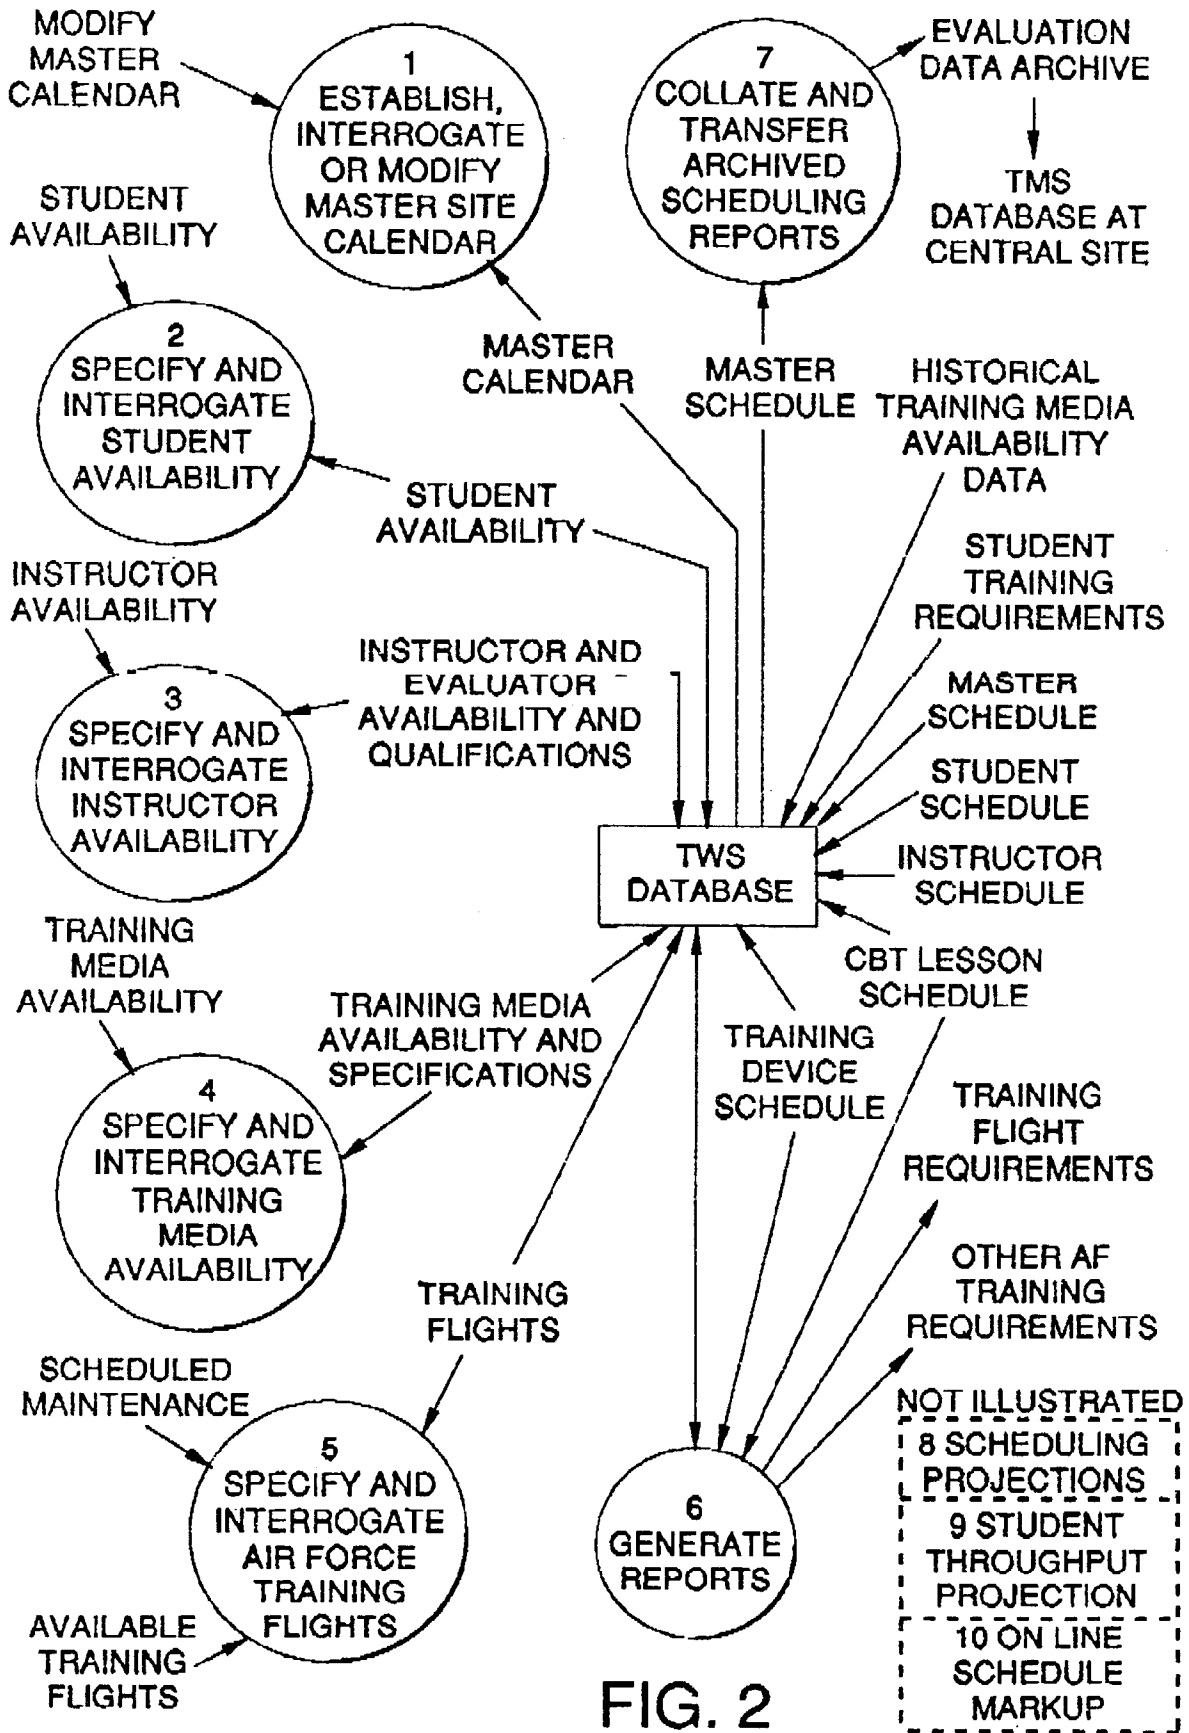 MODIFY
MASTER
CALENDAR
1
ESTABLISH,
INTERROGATE
OR MODIFY
MASTER SITE
CALENDAR
7
COLLATE AND
TRANSFER
ARCHIVED
SCHEDULING
REPORTS
EVALUATION
DATA ARCHIVE
TMS
DATABASE AT
CENTRAL SITE
STUDENT
AVAILABILITY
2
SPECIFY AND
INTERROGATE
STUDENT
AVAILABILITY
MASTER
CALENDAR
MASTER
SCHEDULE
HISTORICAL
TRAINING MEDIA
AVAILABILITY
DATA
STUDENT
AVAILABILITY
STUDENT
TRAINING
REQUIREMENTS
INSTRUCTOR
AVAILABILITY
3
SPECIFY AND
INTERROGATE
INSTRUCTOR
AVAILABILITY
INSTRUCTOR AND
EVALUATOR
AVAILABILITY AND
QUALIFICATIONS
MASTER
SCHEDULE
STUDENT
SCHEDULE
TWS
DATABASE
INSTRUCTOR
SCHEDULE
CBT LESSON
SCHEDULE
TRAINING
MEDIA
AVAILABILITY
4
SPECIFY AND
INTERROGATE
TRAINING
MEDIA
AVAILABILITY
TRAINING MEDIA
AVAILABILITY AND
SPECIFICATIONS
TRAINING
DEVICE
SCHEDULE
TRAINING
FLIGHT
REQUIREMENTS
TRAINING
FLIGHTS
OTHER AF
TRAINING
REQUIREMENTS
SCHEDULED
MAINTENANCE
5
SPECIFY AND
INTERROGATE
AIR FORCE
TRAINING
FLIGHTS
AVAILABLE
TRAINING
FLIGHTS
6
GENERATE
REPORTS
NOT ILLUSTRATED
8 SCHEDULING
PROJECTIONS
9 STUDENT
THROUGHPUT
PROJECTION
10 ON LINE
SCHEDULE
MARKUP
FIG. 2